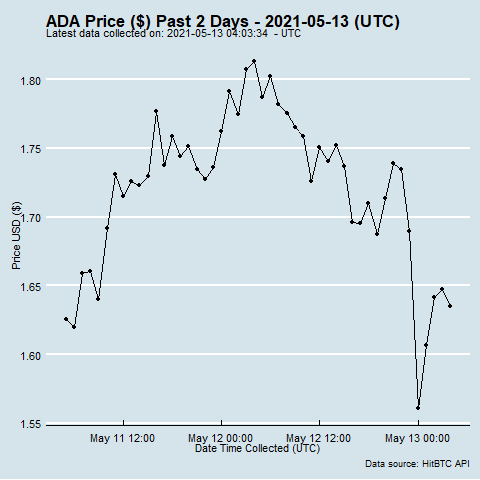 ADA Price ($) Past 2 Days - 2021-05-13 (UTC)
Latest data collected on: 2021-05-13 04:03:34 - UTC
Price USD ($)
1.80
1.75
1.70
1.65
1.60
1.55
May 11 12:00 May 12 00:00 May 12 12:00 May 13 00:00
Date Time Collected (UTC)
Data source: HitBTC API